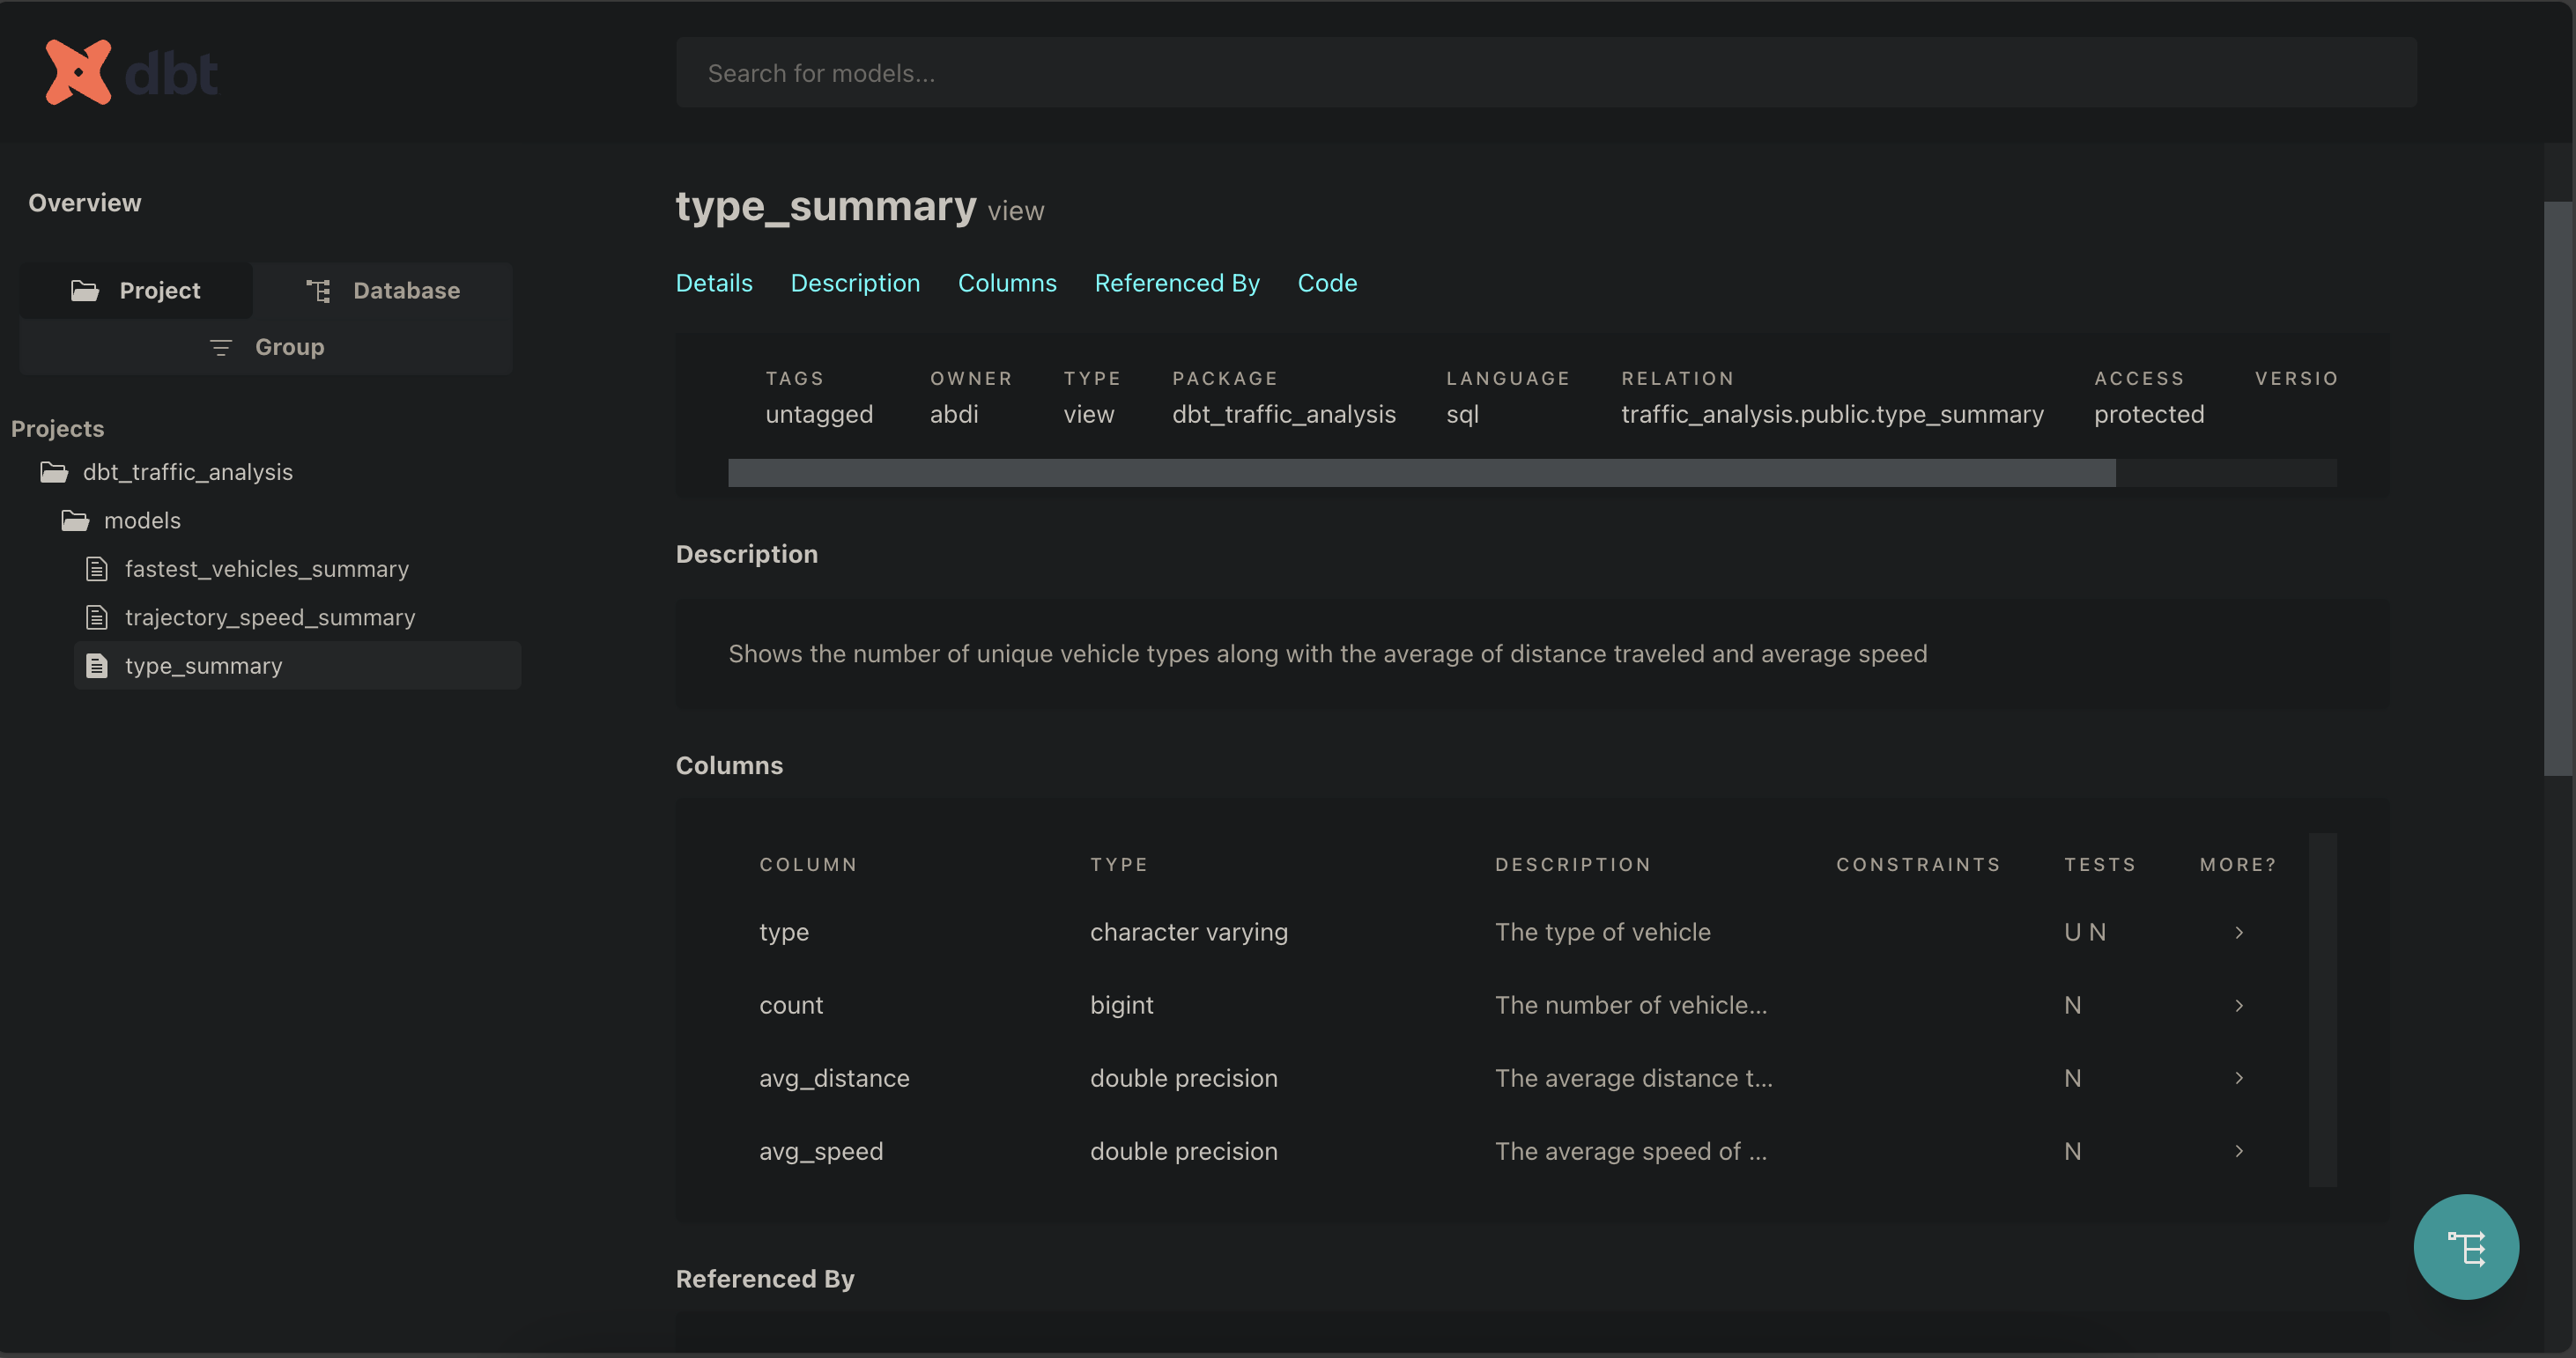 dbt
Search for models...
Overview
Project
Database
Group
Projects
dbt_traffic_analysis
models
fastest_vehicles_summary
trajectory_speed_summary
type_summary
type_summary view
Details Description Columns Referenced By Code
TAGS OWNER TYPE PACKAGE LANGUAGE RELATION ACCESS VERSIO
untagged abdi view dbt_traffic_analysis sql traffic_analysis.public.type_summary protected
Description
Shows the number of unique vehicle types along with the average of distance traveled and average speed
Columns
COLUMN TYPE DESCRIPTION CONSTRAINTS TESTS MORE?
type character varying The type of vehicle U N
count bigint The number of vehicle... N
avg_distance double precision The average distance t... N
avg_speed double precision The average speed of ... N
Referenced By